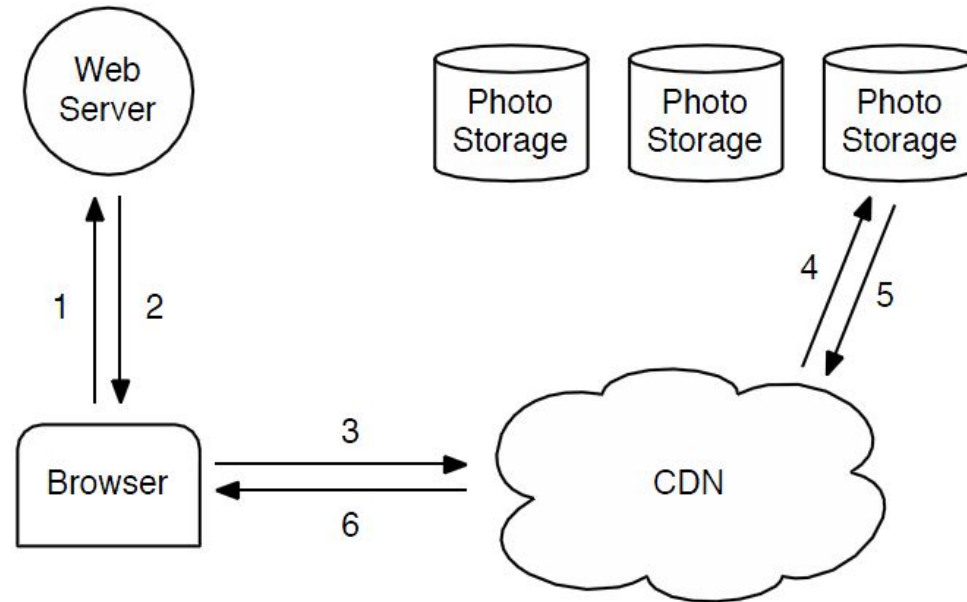 Web
Server
Photo
Storage
Photo
Storage
Photo
Storage
1
2
4
5
3
6
Browser
CDN